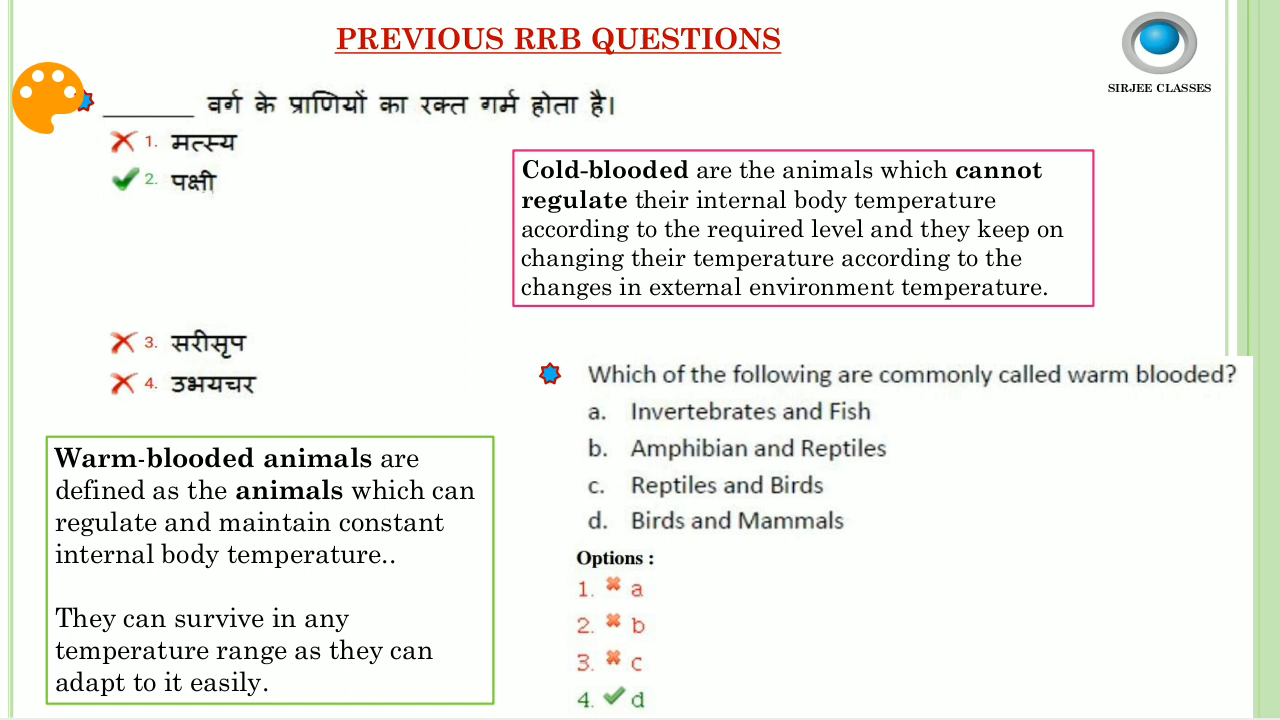 PREVIOUS RRB QUESTIONS
SIRJEE CLASSES
________ वर्ग के प्राणियों का रक्त गर्म होता है।
1. मत्स्य
2. पक्षी
3. सरीसृप
4. उभयचर
Cold-blooded are the animals which cannot
regulate their internal body temperature
according to the required level and they keep on
changing their temperature according to the
changes in external environment temperature.
Warm-blooded animals are
defined as the animals which can
regulate and maintain constant
internal body temperature..
They can survive in any
temperature range as they can
adapt to it easily.
Which of the following are commonly called warm blooded?
a. Invertebrates and Fish
b. Amphibian and Reptiles
c. Reptiles and Birds
d. Birds and Mammals
Options :
1. a
2. b
3. c
4. d